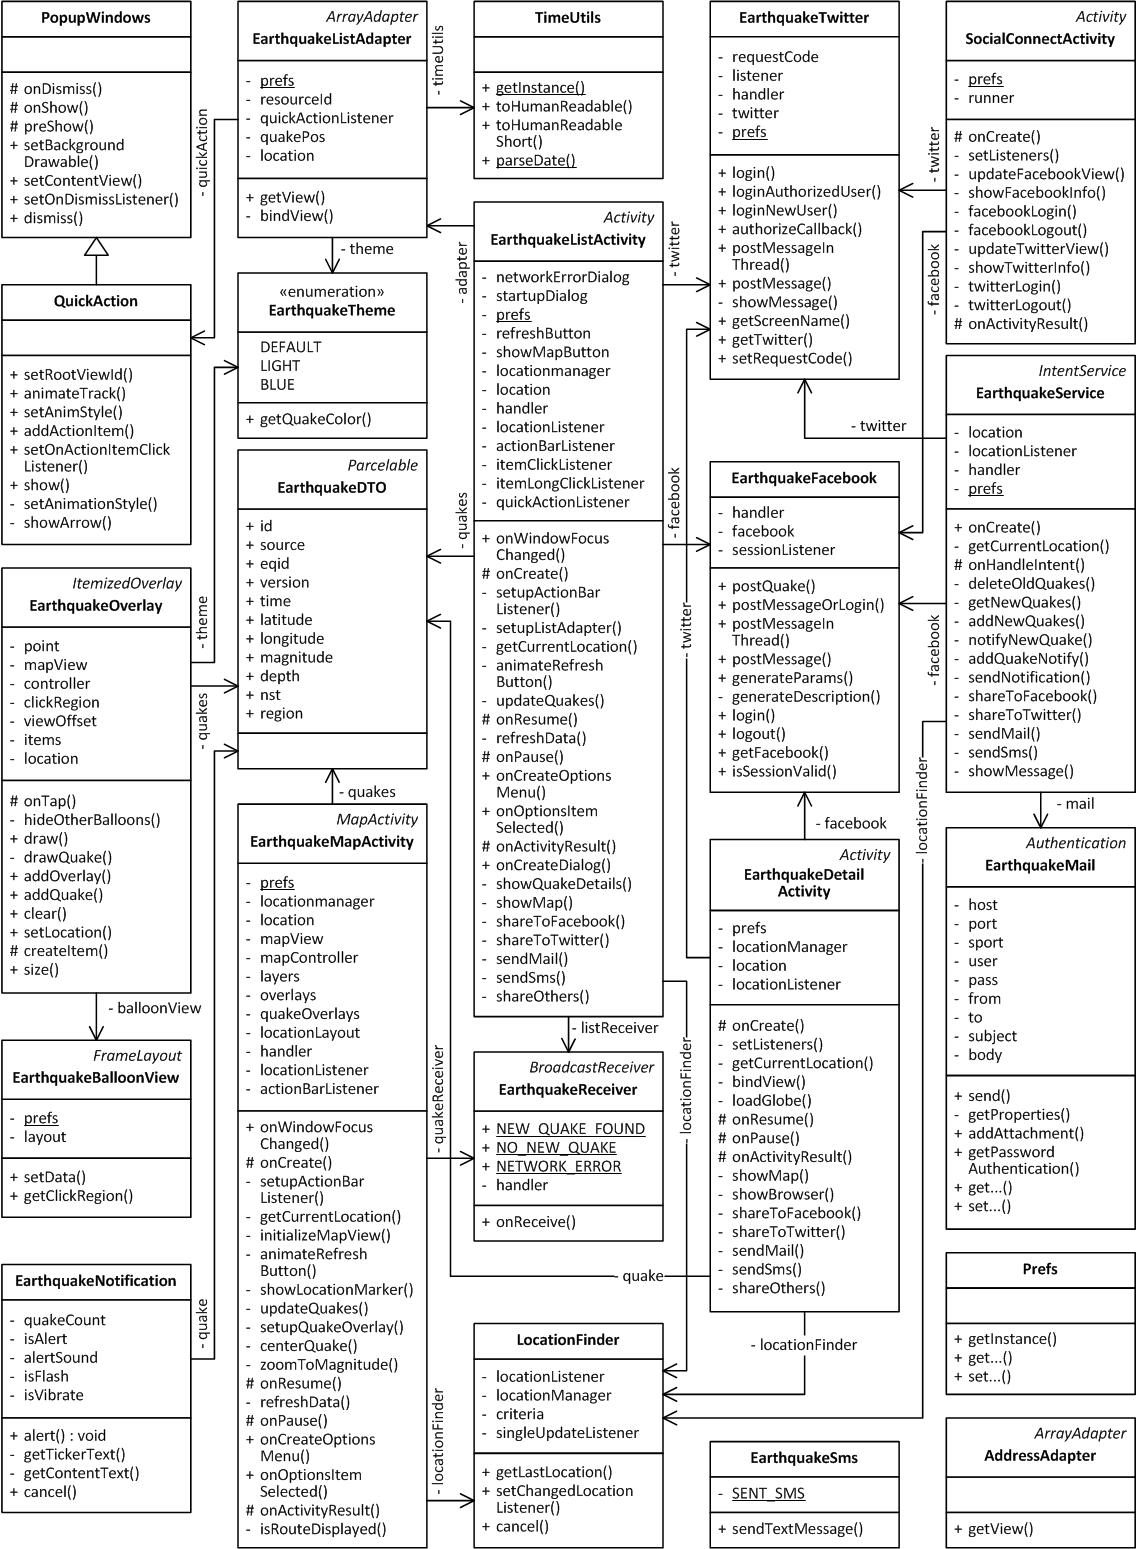 PopupWindows
# onDismiss()
# onShow()
# preShow()
+ setBackground
Drawable()
+ setContentView()
+ setOnDismissListener()
+ dismiss()
QuickAction
+ setRootViewId()
+ animateTrack()
+ setAnimStyle()
+ addActionItem()
+ setOnActionItemClick
Listener()
+ show()
- setAnimationStyle()
- showArrow()
ItemizedOverlay
EarthquakeOverlay
- point
- mapView
- controller
- clickRegion
- viewOffset
- items
- location
# onTap()
- hideOtherBalloons()
+ draw()
- drawQuake()
+ addOverlay()
+ addQuake()
+ clear()
+ setLocation()
# createItem()
+ size()
- balloonView
FrameLayout
EarthquakeBalloonView
- prefs
- layout
+ setData()
+ getClickRegion()
EarthquakeNotification
- quakeCount
- isAlert
- alertSound
- isFlash
- isVibrate
+ alert() : void
- getTickerText()
- getContentText()
+ cancel()
- quickAction
- theme
- quakes
- quake
ArrayAdapter
EarthquakeListAdapter
- prefs
- resourceId
- quickActionListener
- quakePos
- location
+ getView()
- bindView()
- theme
«enumeration»
EarthquakeTheme
DEFAULT
LIGHT
BLUE
+ getQuakeColor()
Parcelable
EarthquakeDTO
+ id
+ source
+ eqid
+ version
+ time
+ latitude
+ longitude
+ magnitude
+ depth
+ nst
+ region
- quakes
MapActivity
EarthquakeMapActivity
- prefs
- locationmanager
- location
- mapView
- mapController
- layers
- overlays
- quakeOverlays
- locationLayout
- handler
- locationListener
- actionBarListener
+ onWindowFocus
Changed()
# onCreate()
- setupActionBar
Listener()
- getCurrentLocation()
- initializeMapView()
- animateRefresh
Button()
- showLocationMarker()
- updateQuakes()
- setupQuakeOverlay()
- centerQuake()
- zoomToMagnitude()
# onResume()
- refreshData()
# onPause()
+ onCreateOptions
Menu()
+ onOptionsItem
Selected()
# onActivityResult()
- isRouteDisplayed()
- timeUtils
- adapter
- quakes
- quakeReceiver
- locationFinder
TimeUtils
+ getInstance()
+ toHumanReadable()
+ toHumanReadable
Short()
+ parseDate()
Activity
EarthquakeListActivity
- networkErrorDialog
- startupDialog
- prefs
- refreshButton
- showMapButton
- locationmanager
- location
- handler
- locationListener
- actionBarListener
- itemClickListener
- itemLongClickListener
- quickActionListener
+ onWindowFocus
Changed()
# onCreate()
- setupActionBar
Listener()
- setupListAdapter()
- getCurrentLocation()
- animateRefresh
Button()
- updateQuakes()
# onResume()
- refreshData()
# onPause()
+ onCreateOptions
Menu()
+ onOptionsItem
Selected()
# onActivityResult()
+ onCreateDialog()
- showQuakeDetails()
- showMap()
- shareToFacebook()
- shareToTwitter()
- sendMail()
- sendSms()
- shareOthers()
- listReceiver
BroadcastReceiver
EarthquakeReceiver
+ NEW_QUAKE_FOUND
+ NO_NEW_QUAKE
+ NETWORK_ERROR
- handler
+ onReceive()
- quake
LocationFinder
- locationListener
- locationManager
- criteria
- singleUpdateListener
+ getLastLocation()
+ setChangedLocation
Listener()
+ cancel()
- twitter
- facebook
- twitter
- locationFinder
EarthquakeTwitter
- requestCode
- listener
- handler
- twitter
- prefs
+ login()
+ loginAuthorizedUser()
+ loginNewUser()
+ authorizeCallback()
+ postMessageIn
Thread()
+ postMessage()
- showMessage()
+ getScreenName()
+ getTwitter()
+ setRequestCode()
- twitter
EarthquakeFacebook
- handler
- facebook
- sessionListener
+ postQuake()
+ postMessageOrLogin()
+ postMessageIn
Thread()
+ postMessage()
+ generateParams()
- generateDescription()
+ login()
+ logout()
+ getFacebook()
+ isSessionValid()
- facebook
Activity
EarthquakeDetail
Activity
- prefs
- locationManager
- location
- locationListener
# onCreate()
- setListeners()
- getCurrentLocation()
- bindView()
- loadGlobe()
# onResume()
# onPause()
# onActivityResult()
- showMap()
- showBrowser()
- shareToFacebook()
- shareToTwitter()
- sendMail()
- sendSms()
- shareOthers()
- locationFinder
EarthquakeSms
- SENT_SMS
+ sendTextMessage()
- twitter
- facebook
- facebook
- locationFinder
Activity
SocialConnectActivity
- prefs
- runner
# onCreate()
- setListeners()
- updateFacebookView()
- showFacebookInfo()
- facebookLogin()
- facebookLogout()
- updateTwitterView()
- showTwitterInfo()
- twitterLogin()
- twitterLogout()
# onActivityResult()
IntentService
EarthquakeService
- location
- locationListener
- handler
- prefs
+ onCreate()
- getCurrentLocation()
# onHandleIntent()
- deleteOldQuakes()
- getNewQuakes()
- addNewQuakes()
- notifyNewQuake()
- addQuakeNotify()
- sendNotification()
- shareToFacebook()
- shareToTwitter()
- sendMail()
- sendSms()
- showMessage()
- mail
Authentication
EarthquakeMail
- host
- port
- sport
- user
- pass
- from
- to
- subject
- body
+ send()
- getProperties()
+ addAttachment()
+ getPassword
Authentication()
+ get...()
+ set...()
Prefs
+ getInstance()
+ get...()
+ set...()
ArrayAdapter
AddressAdapter
+ getView()